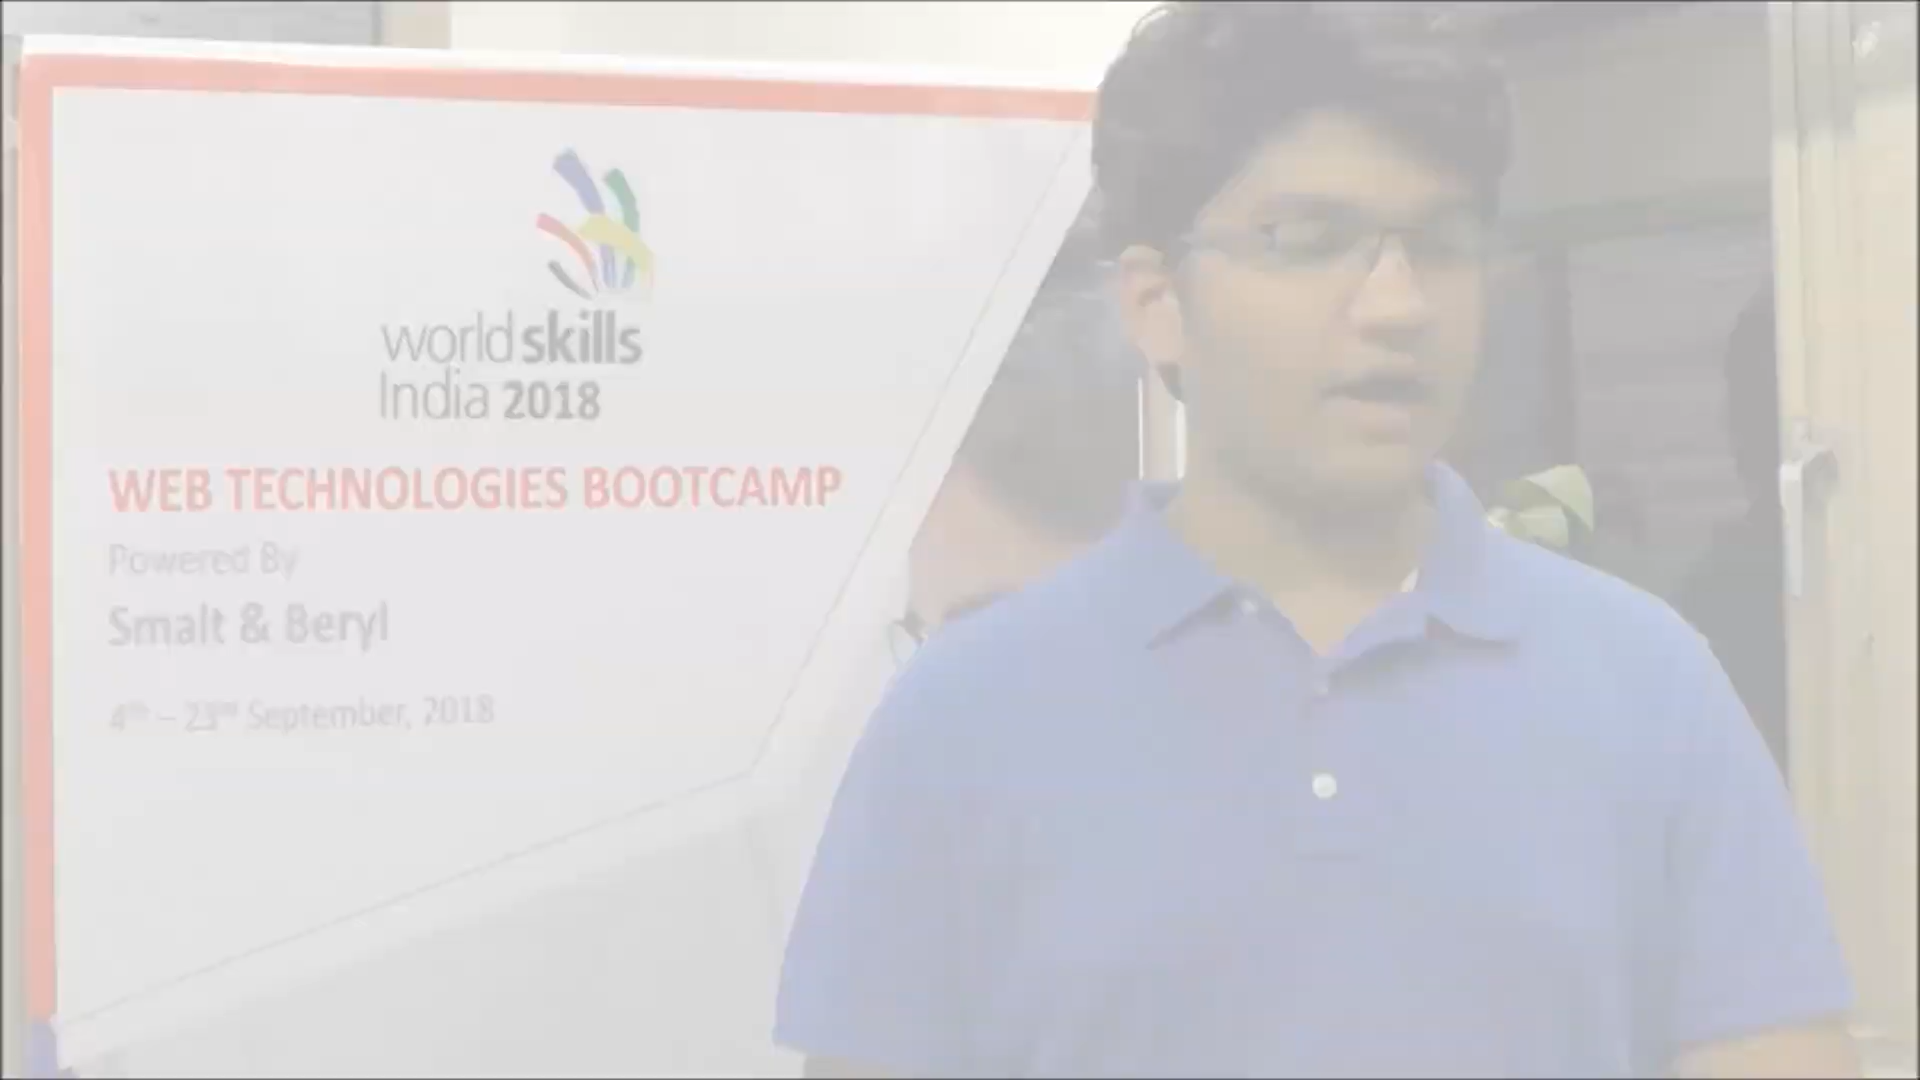 worldskills
India 2018
WEB TECHNOLOGIES BOOTCAMP
Powered By
Smalt & Beryl
4th – 23rd September, 2018